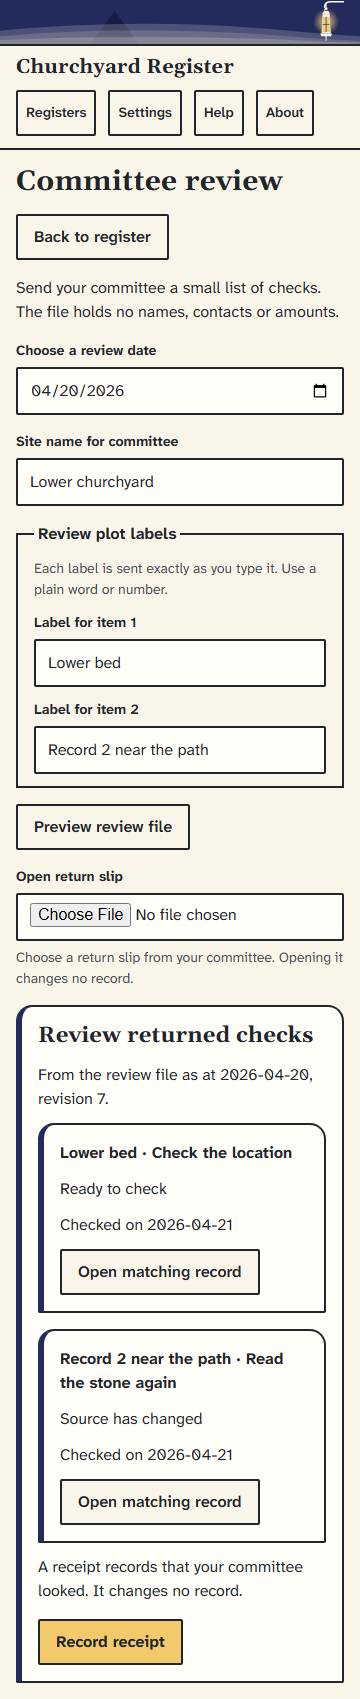 Churchyard Register
Registers
Settings
Help
About
Committee review
Back to register
Send your committee a small list of checks.
The file holds no names, contacts or amounts.
Choose a review date
04/20/2026
Site name for committee
Lower churchyard
Review plot labels
Each label is sent exactly as you type it. Use a
plain word or number.
Label for item 1
Lower bed
Label for item 2
Record 2 near the path
Preview review file
Open return slip
Choose File No file chosen
Choose a return slip from your committee. Opening it
changes no record.
Review returned checks
From the review file as at 2026-04-20,
revision 7.
Lower bed · Check the location
Ready to check
Checked on 2026-04-21
Open matching record
Record 2 near the path · Read
the stone again
Source has changed
Checked on 2026-04-21
Open matching record
A receipt records that your committee
looked. It changes no record.
Record receipt